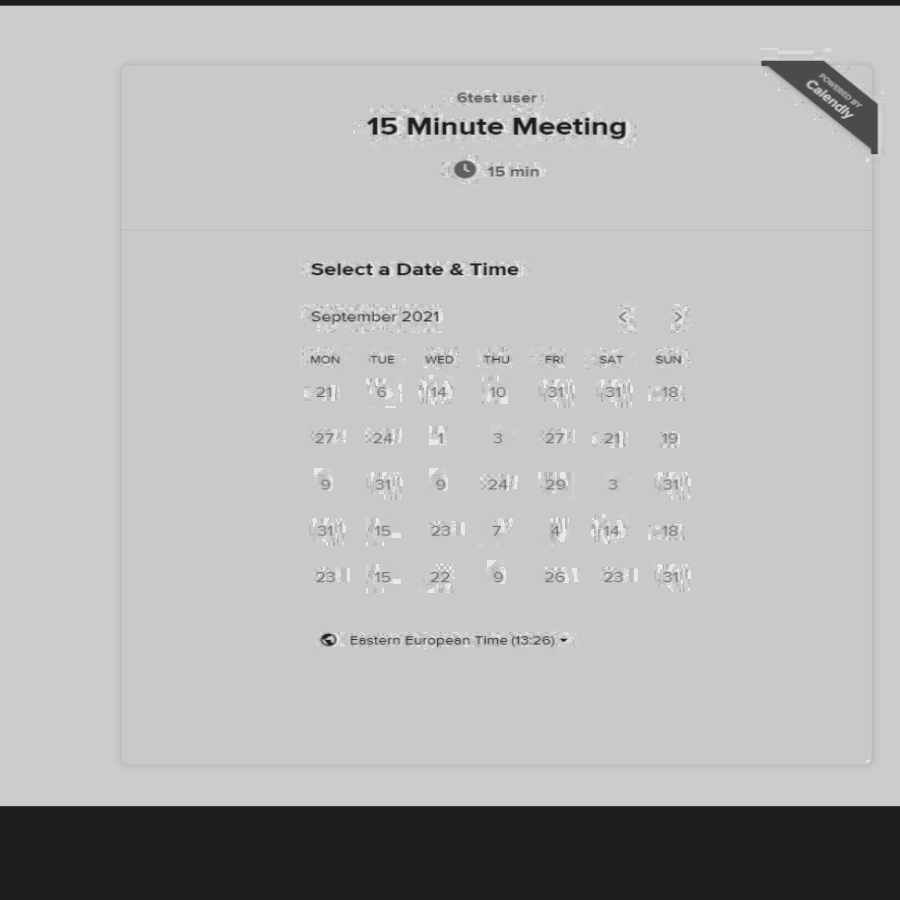 POWERED BY
Calendly
6test user
15 Minute Meeting
15 min
Select a Date & Time
September 2021
< >
MON TUE WED THU FRI SAT SUN
21 6 14 10 31 31 18
27 24 1 3 27 21 19
9 31 9 24 29 3 31
31 15 23 7 4 14 18
23 15 22 9 26 23 31
Eastern European Time (13:26)